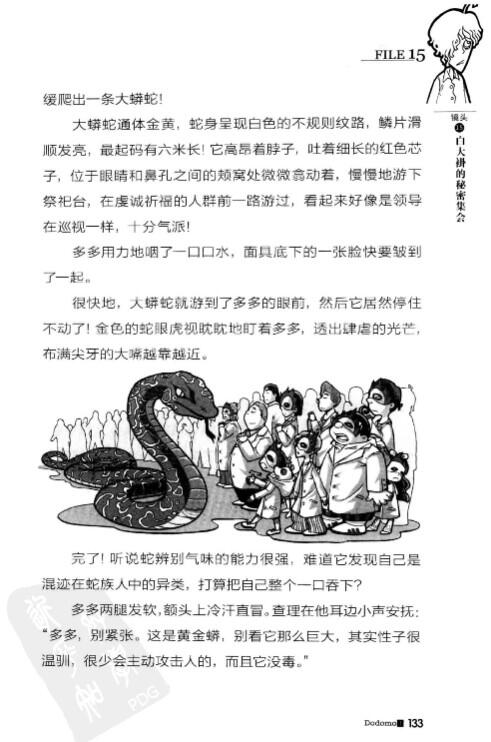 FILE 15
镜头
15
白大褂的秘密集会
缓爬出一条大蟒蛇！
大蟒蛇通体金黄，蛇身呈现白色的不规则纹路，鳞片滑
顺发亮，最起码有六米长！它高昂着脖子，吐着细长的红色芯
子，位于眼睛和鼻孔之间的颊窝处微微翕动着，慢慢地游下
祭祀台，在虔诚祈福的人群前一路游过，看起来好像是领导
在巡视一样，十分气派！
多多用力地咽了一口口水，面具底下的一张脸快要皱到
了一起。
很快地，大蟒蛇就游到了多多的眼前，然后它居然停住
不动了！金色的蛇眼虎视眈眈地盯着多多，透出肆虐的光芒，
布满尖牙的大嘴越靠越近。
完了！听说蛇辨别气味的能力很强，难道它发现自己是
混迹在蛇族人中的异类，打算把自己整个一口吞下？
多多两腿发软，额头上冷汗直冒。查理在他耳边小声安抚：
“多多，别紧张。这是黄金蟒，别看它那么巨大，其实性子很
温驯，很少会主动攻击人的，而且它没毒。”
PDG
Dodomo 133